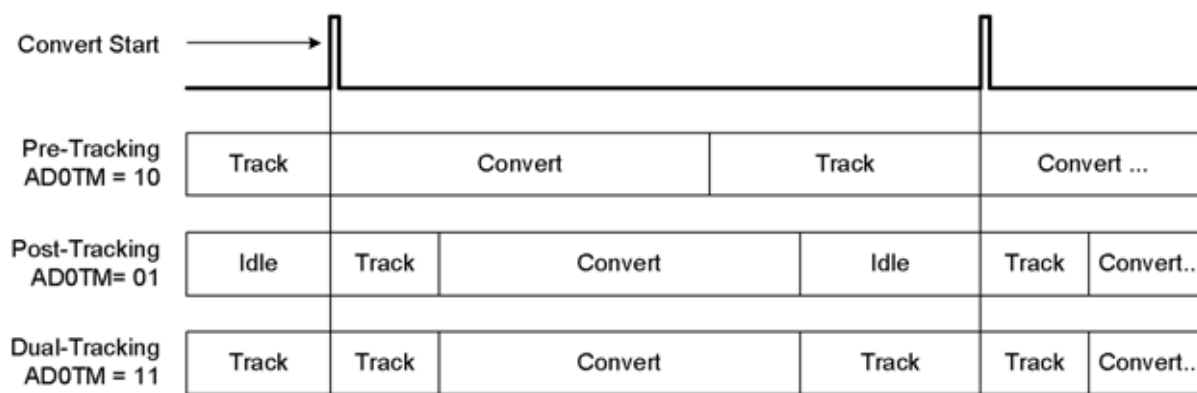 Convert Start
Pre-Tracking
AD0TM = 10
Track
Convert
Track
Convert ...
Post-Tracking
AD0TM= 01
Idle
Track
Convert
Idle
Track
Convert..
Dual-Tracking
AD0TM = 11
Track
Track
Convert
Track
Track
Convert..